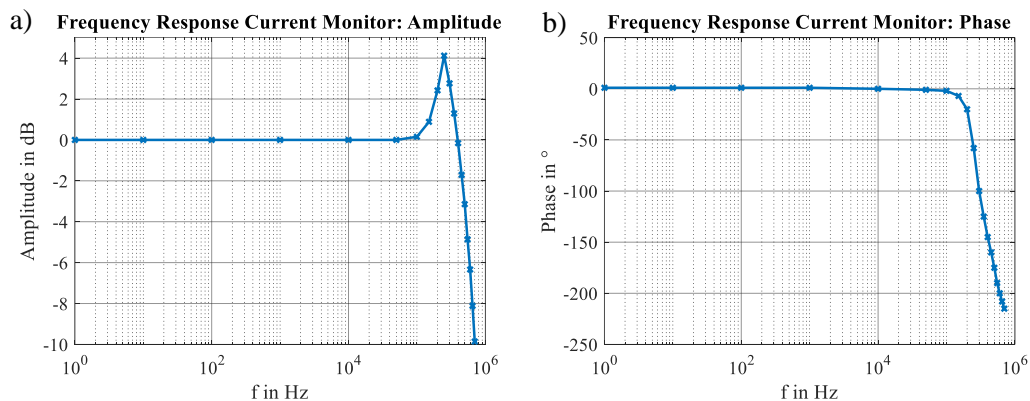 a)
Frequency Response Current Monitor: Amplitude
4
2
0
-2
-4
-6
-8
-10
Amplitude in dB
10^0
10^2
10^4
10^6
f in Hz
b)
Frequency Response Current Monitor: Phase
50
0
-50
-100
-150
-200
-250
Phase in °
10^0
10^2
10^4
10^6
f in Hz